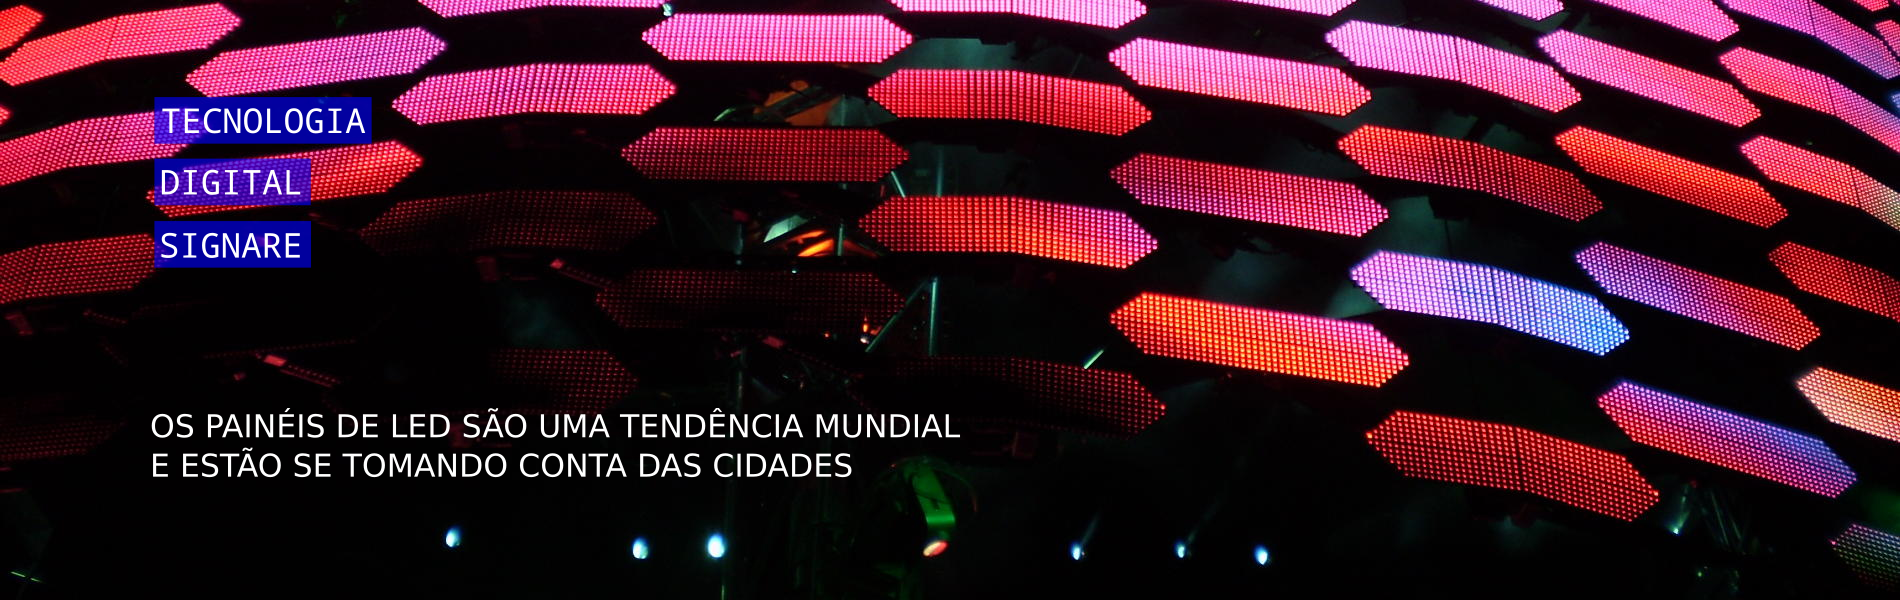 TECNOLOGIA
DIGITAL
SIGNARE
OS PAINÉIS DE LED SÃO UMA TENDÊNCIA MUNDIAL
E ESTÃO SE TOMANDO CONTA DAS CIDADES